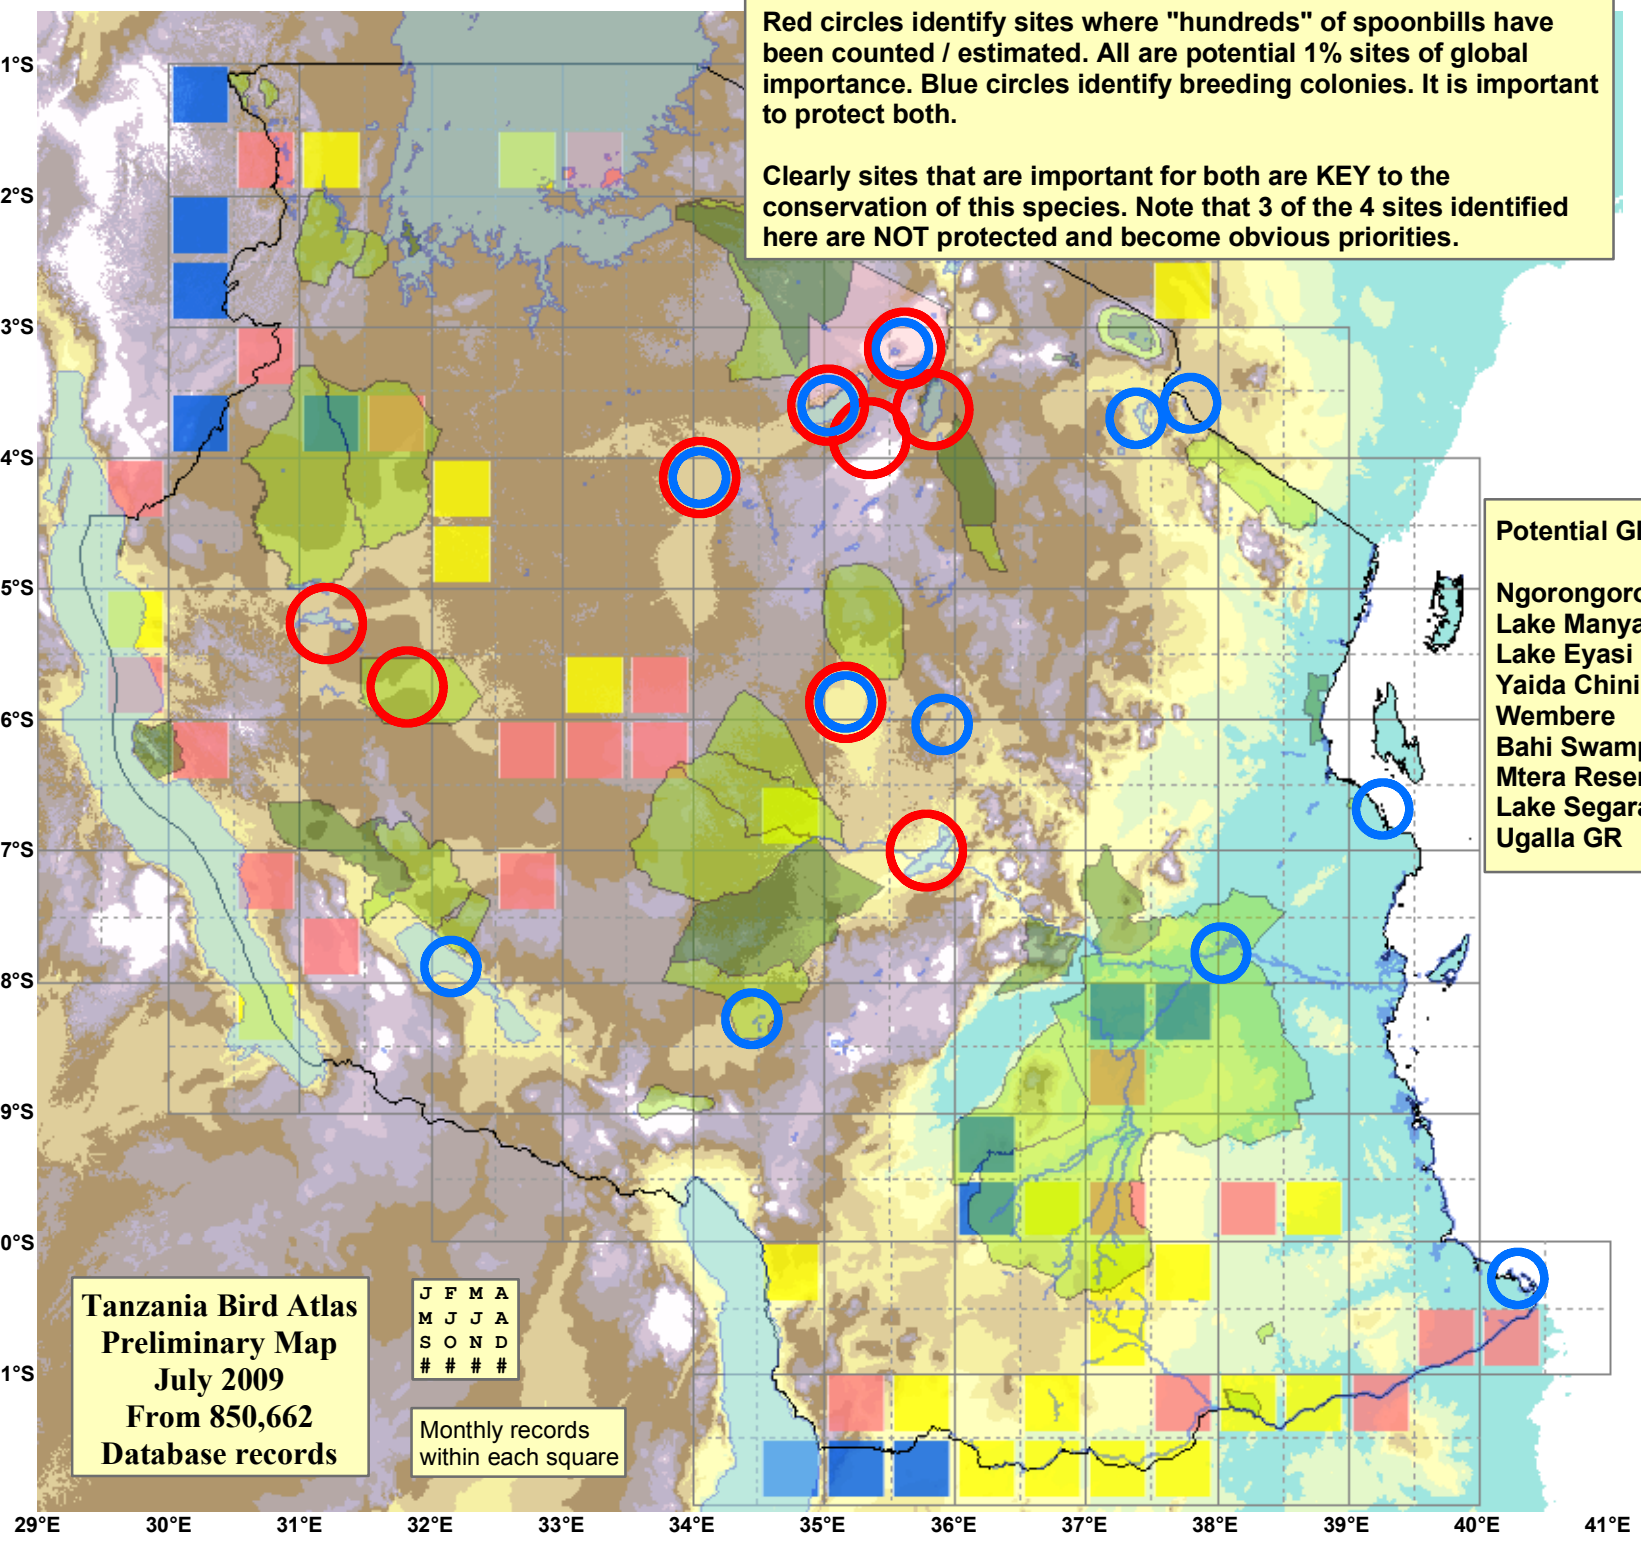 Red circles identify sites where "hundreds" of spoonbills have
been counted / estimated. All are potential 1% sites of global
importance. Blue circles identify breeding colonies. It is important
to protect both.
Clearly sites that are important for both are KEY to the
conservation of this species. Note that 3 of the 4 sites identified
here are NOT protected and become obvious priorities.
1°S
2°S
3°S
4°S
5°S
6°S
7°S
8°S
9°S
0°S
1°S
Potential Gl
Ngorongoro
Lake Manya
Lake Eyasi
Yaida Chini
Wembere
Bahi Swamp
Mtera Reser
Lake Segara
Ugalla GR
Tanzania Bird Atlas
Preliminary Map
July 2009
From 850,662
Database records
J F M A
M J J A
S O N D
# # # #
Monthly records
within each square
29°E 30°E 31°E 32°E 33°E 34°E 35°E 36°E 37°E 38°E 39°E 40°E 41°E